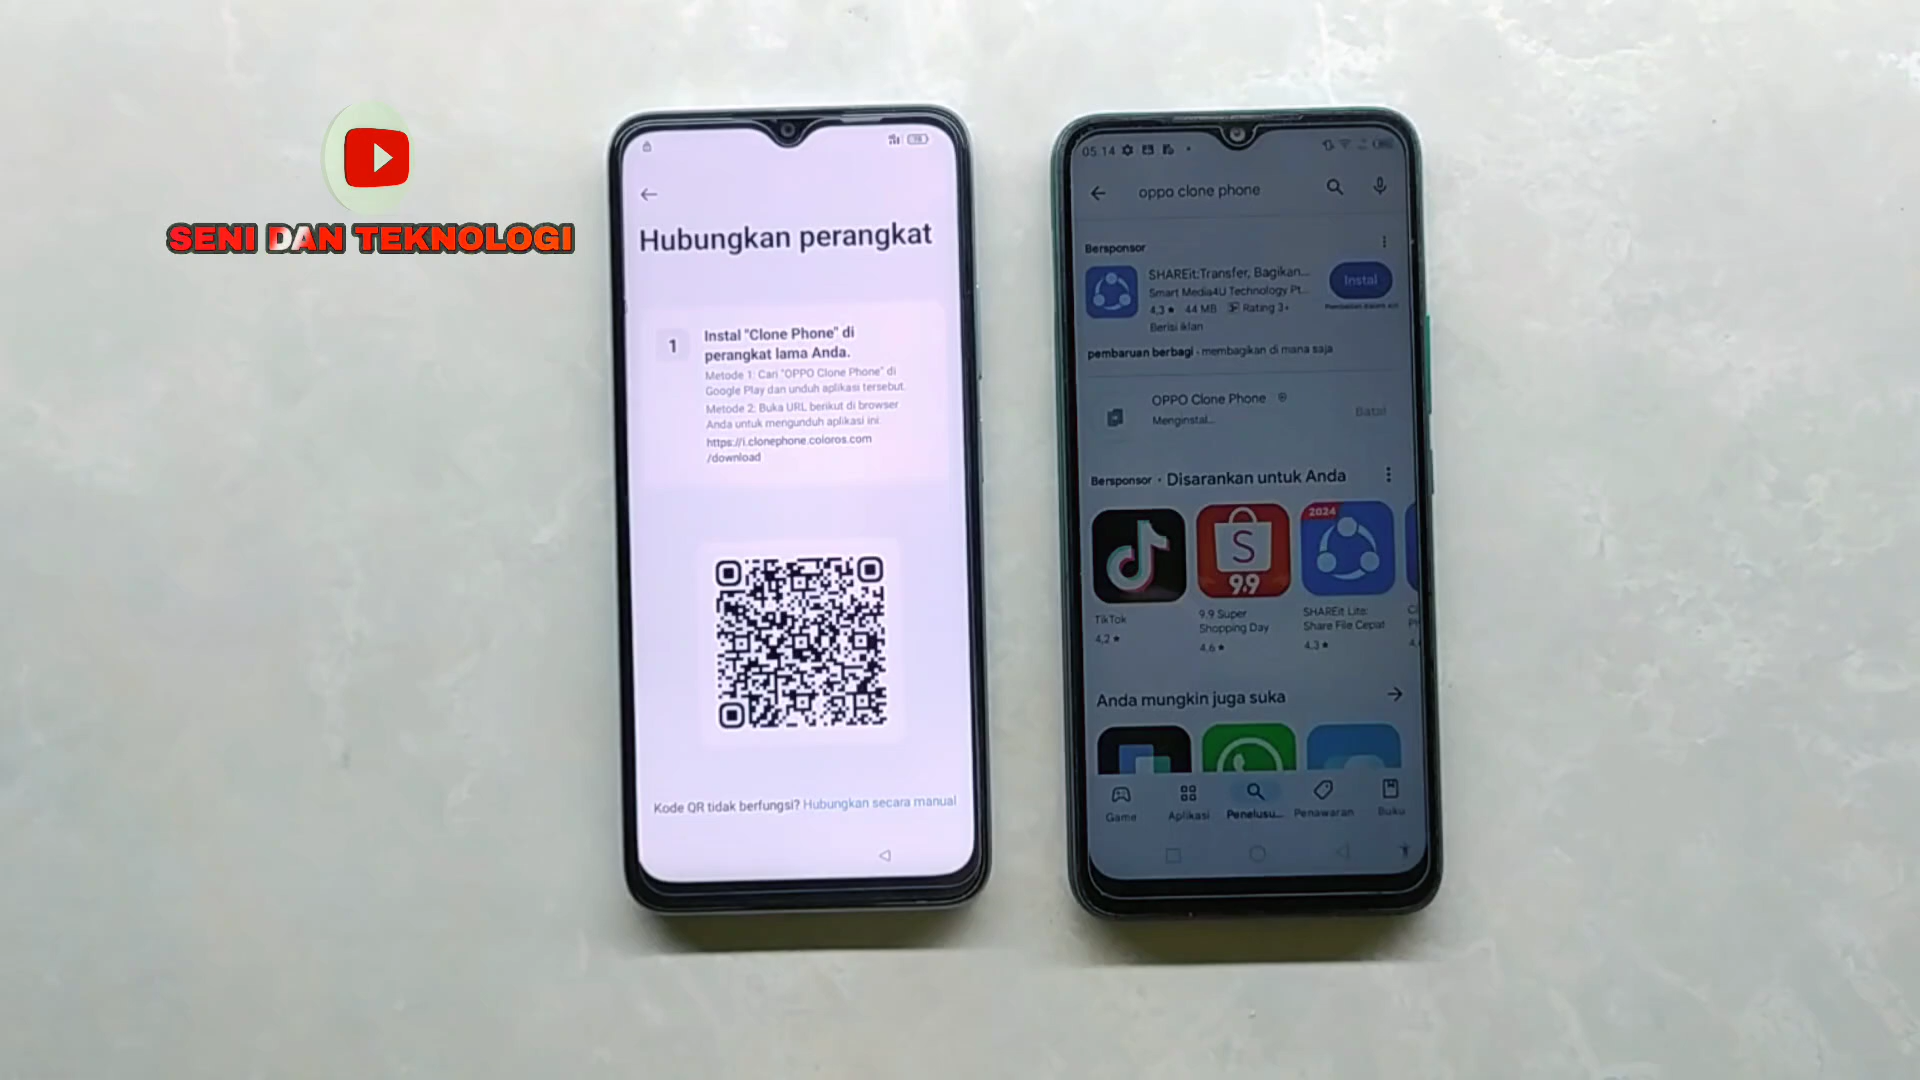 SENI DAN TEKNOLOGI
Hubungkan perangkat
1
Instal "Clone Phone" di
perangkat lama Anda.
Metode 1: Cari "OPPO Clone Phone" di
Google Play dan unduh aplikasi tersebut.
Metode 2: Buka URL berikut di browser
Anda untuk mengunduh aplikasi ini:
https://i.clonephone.coloros.com
/download
Kode QR tidak berfungsi? Hubungkan secara manual
05.14
oppo clone phone
Bersponsor
SHAREit:Transfer, Bagikan...
Smart Media4U Technology Pt...
4,3★ 44 MB Rating 3+
Berisi iklan
Instal
Pembelian dalam apl
pembaruan berbagi - membagikan di mana saja
OPPO Clone Phone
Menginstal...
Batal
Bersponsor · Disarankan untuk Anda
2024
S
9.9
TikTok
4,2★
9.9 Super
Shopping Day
4,6★
SHAREit Lite:
Share File Cepat
4,3★
Anda mungkin juga suka
Game
Aplikasi
Penelusu...
Penawaran
Buku